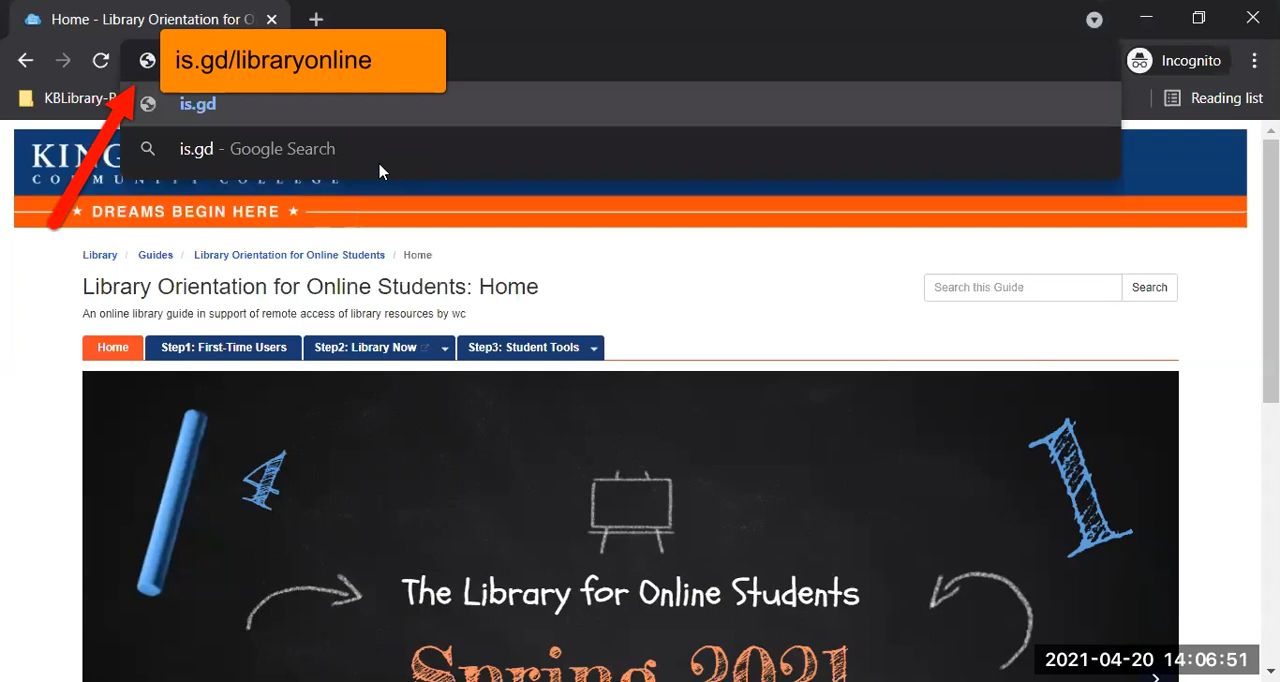 Home - Library Orientation for O
is.gd/libraryonline
Incognito
KBLibrary-
Reading list
is.gd
is.gd - Google Search
KING
COMMUNITY COLLEGE
★ DREAMS BEGIN HERE ★
Library / Guides / Library Orientation for Online Students / Home
Library Orientation for Online Students: Home
Search this Guide
Search
An online library guide in support of remote access of library resources by wc
Home
Step1: First-Time Users
Step2: Library Now
Step3: Student Tools
4
1
The Library for Online Students
Spring 2021
2021-04-20 14:06:51